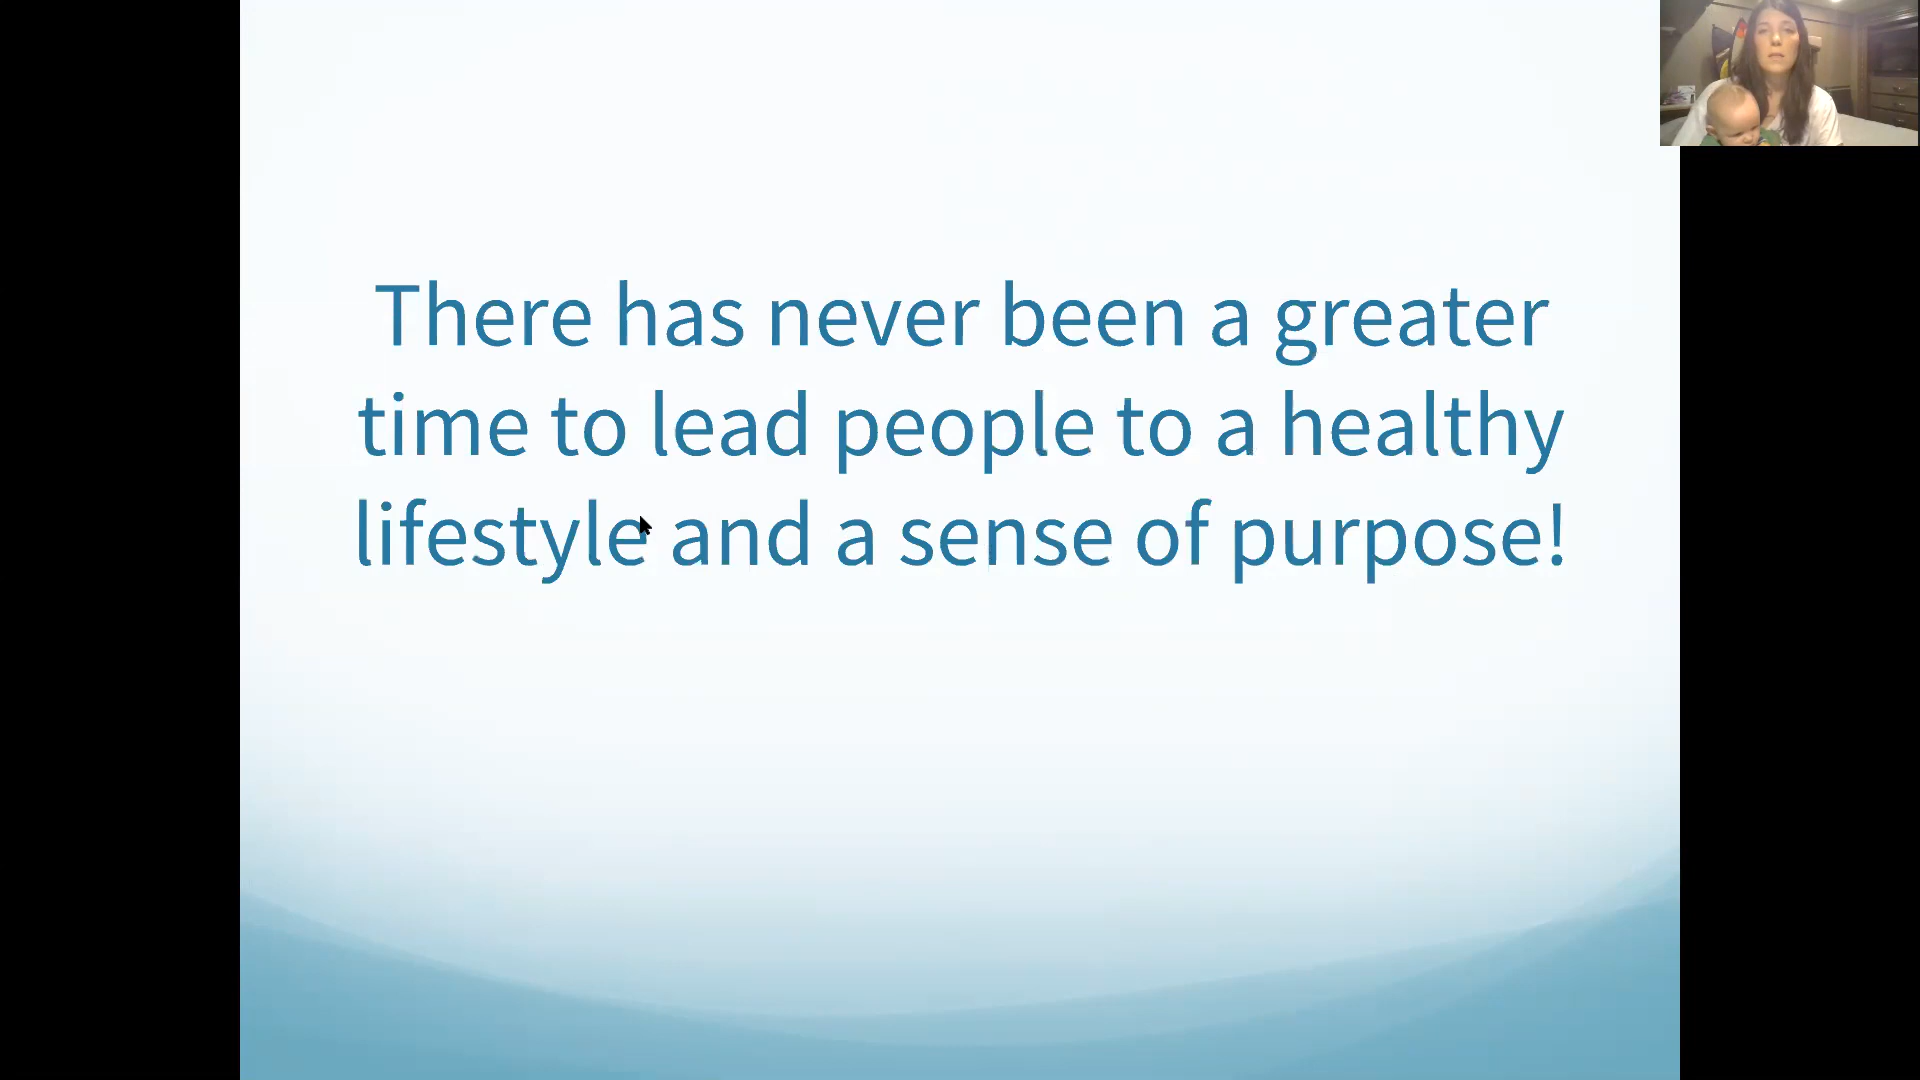 There has never been a greater
time to lead people to a healthy
lifestyle and a sense of purpose!